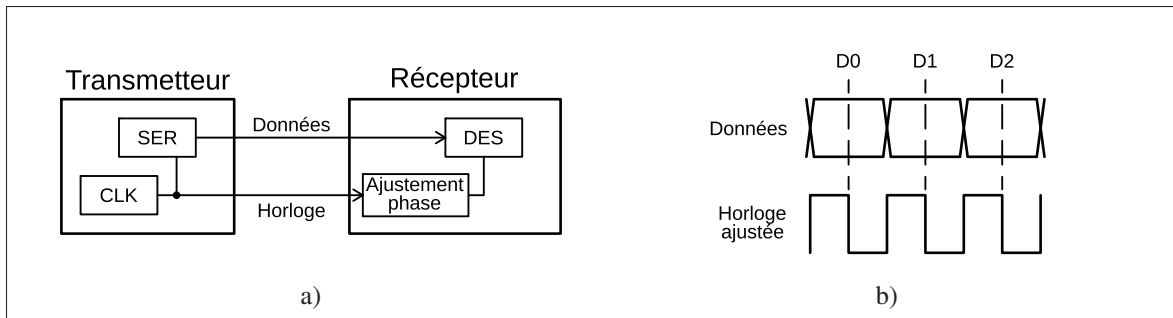 Transmetteur
Récepteur
SER
Données
DES
CLK
Horloge
Ajustement
phase
a)
D0 D1 D2
Données
Horloge
ajustée
b)